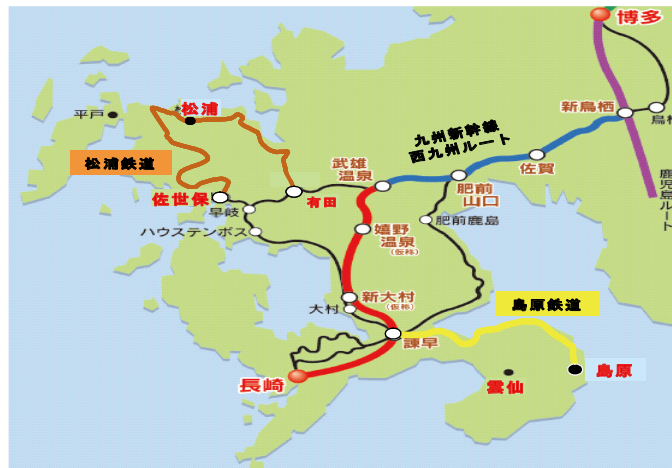 博多
松浦
平戸
新鳥栖
九州新幹線
西九州ルート
松浦鉄道
武雄
温泉
佐賀
佐世保
有田
肥前
山口
鹿児島ルート
早岐
ハウステンボス
嬉野
温泉
(仮称)
肥前鹿島
新大村
(仮称)
大村
島原鉄道
諫早
長崎
雲仙
島原